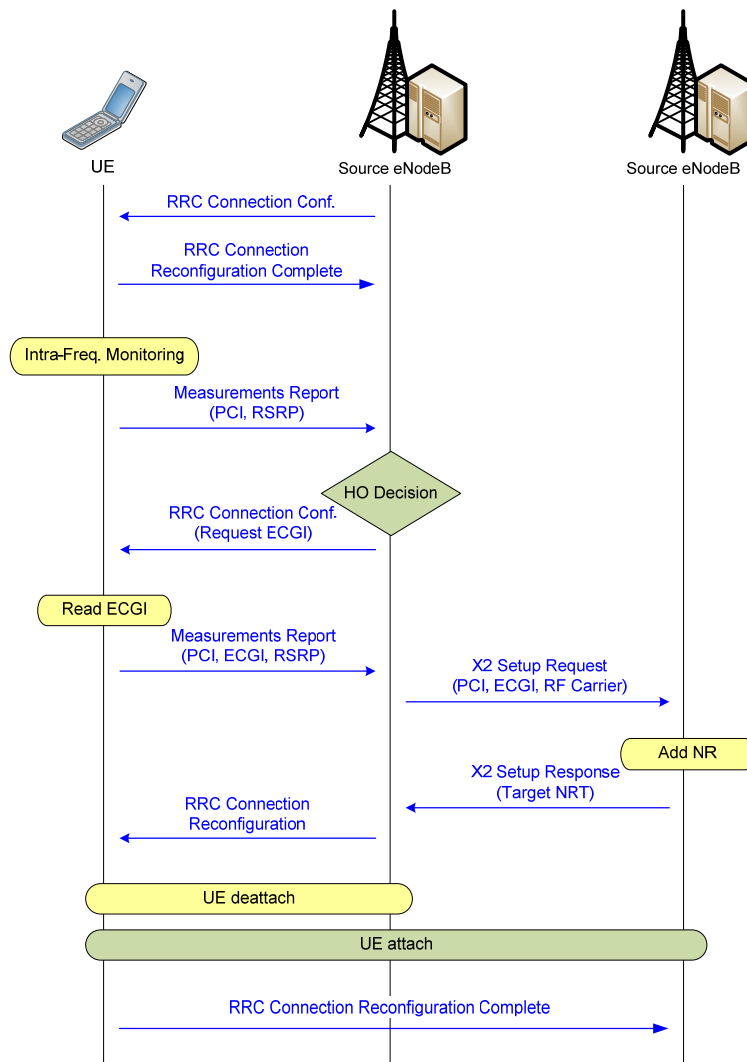 UE
Source eNodeB
Source eNodeB
RRC Connection Conf.
RRC Connection
Reconfiguration Complete
Intra-Freq. Monitoring
Measurements Report
(PCI, RSRP)
HO Decision
RRC Connection Conf.
(Request ECGI)
Read ECGI
Measurements Report
(PCI, ECGI, RSRP)
X2 Setup Request
(PCI, ECGI, RF Carrier)
Add NR
X2 Setup Response
(Target NRT)
RRC Connection
Reconfiguration
UE deattach
UE attach
RRC Connection Reconfiguration Complete